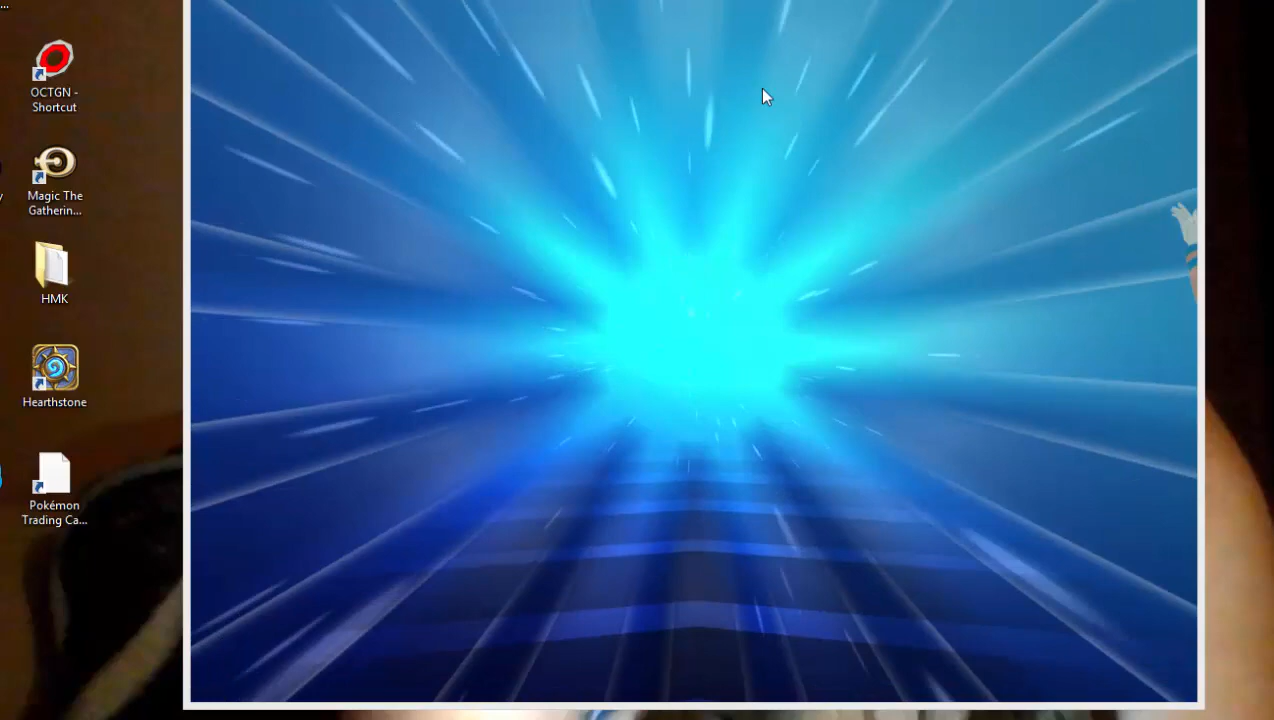 ...
OCTGN -
Shortcut
Magic The
Gatherin...
y
HMK
Hearthstone
Pokémon
Trading Ca...